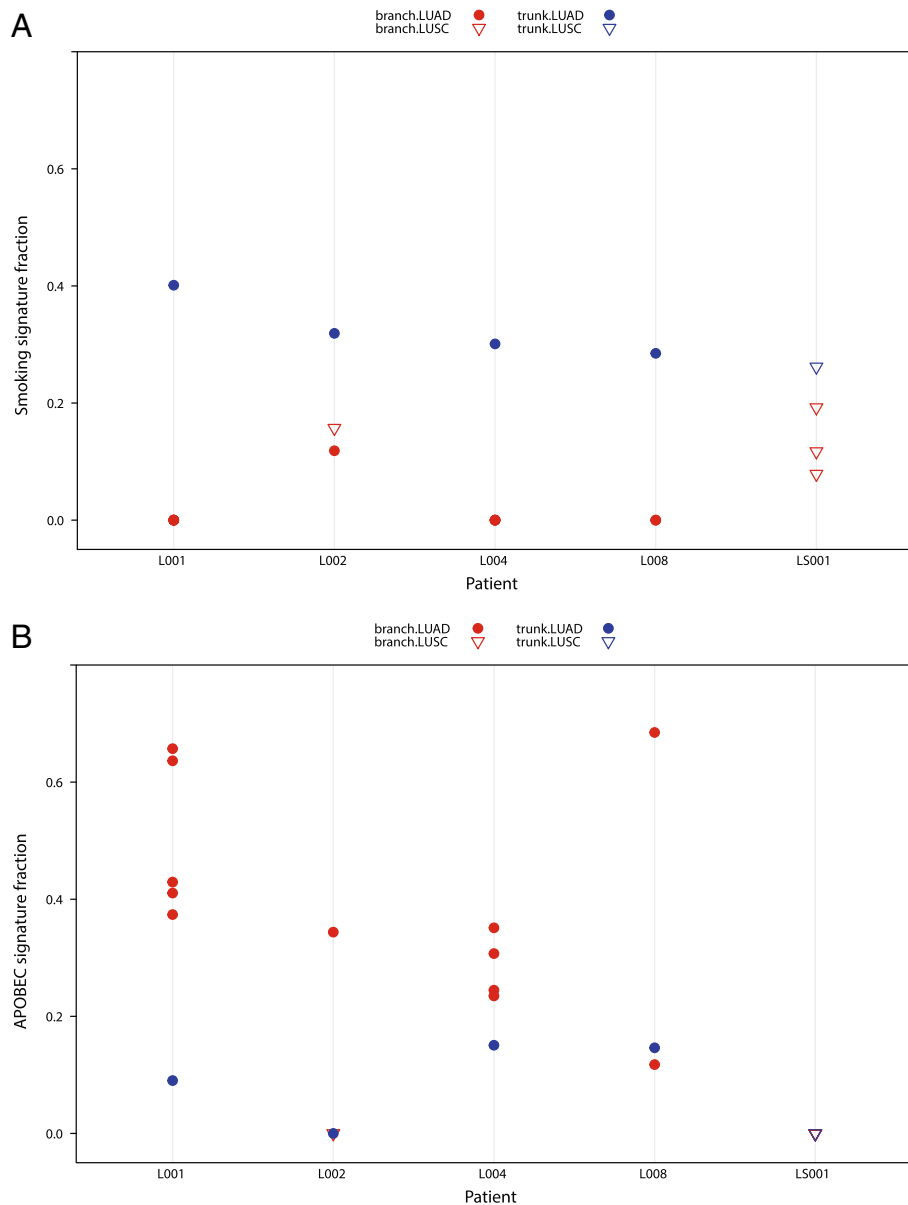 A
branch.LUAD trunk.LUAD
branch.LUSC trunk.LUSC
Smoking signature fraction
0.6
0.4
0.2
0.0
L001 L002 L004 L008 LS001
Patient
B
branch.LUAD trunk.LUAD
branch.LUSC trunk.LUSC
APOBEC signature fraction
0.6
0.4
0.2
0.0
L001 L002 L004 L008 LS001
Patient